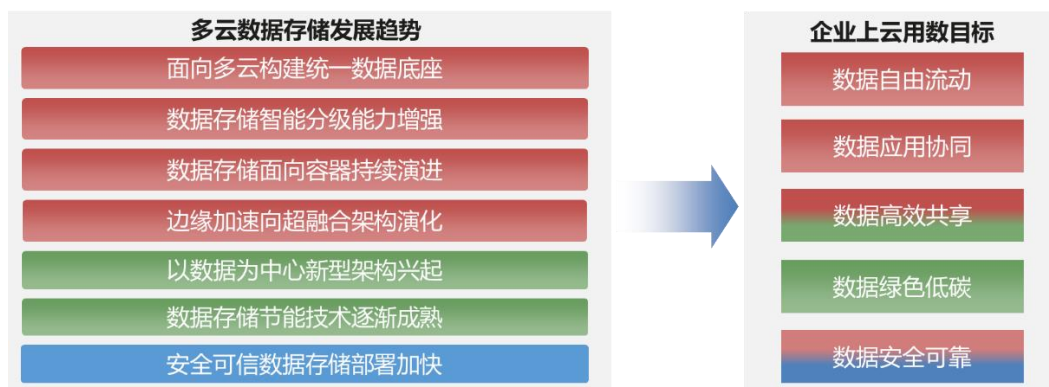 多云数据存储发展趋势
面向多云构建统一数据底座
数据存储智能分级能力增强
数据存储面向容器持续演进
边缘加速向超融合架构演化
以数据为中心新型架构兴起
数据存储节能技术逐渐成熟
安全可信数据存储部署加快
企业上云用数目标
数据自由流动
数据应用协同
数据高效共享
数据绿色低碳
数据安全可靠